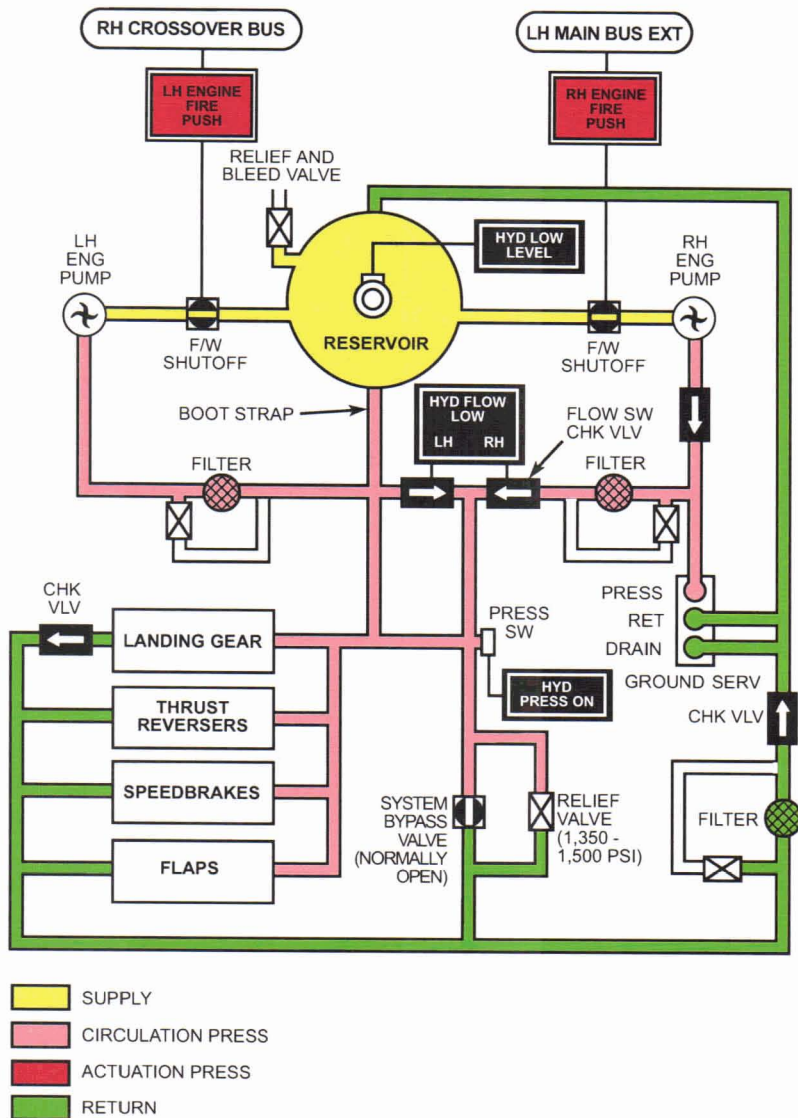 RH CROSSOVER BUS
LH MAIN BUS EXT
LH ENGINE
FIRE
PUSH
RH ENGINE
FIRE
PUSH
RELIEF AND
BLEED VALVE
LH
ENG
PUMP
HYD LOW
LEVEL
RH
ENG
PUMP
F/W
SHUTOFF
RESERVOIR
F/W
SHUTOFF
BOOT STRAP
HYD FLOW
LOW
LH RH
FLOW SW
CHK VLV
FILTER
FILTER
CHK
VLV
LANDING GEAR
THRUST
REVERSERS
SPEEDBRAKES
FLAPS
PRESS
SW
HYD
PRESS ON
PRESS
RET
DRAIN
GROUND SERV
CHK VLV
SYSTEM
BYPASS
VALVE
(NORMALLY
OPEN)
RELIEF
VALVE
(1,350 -
1,500 PSI)
FILTER
SUPPLY
CIRCULATION PRESS
ACTUATION PRESS
RETURN